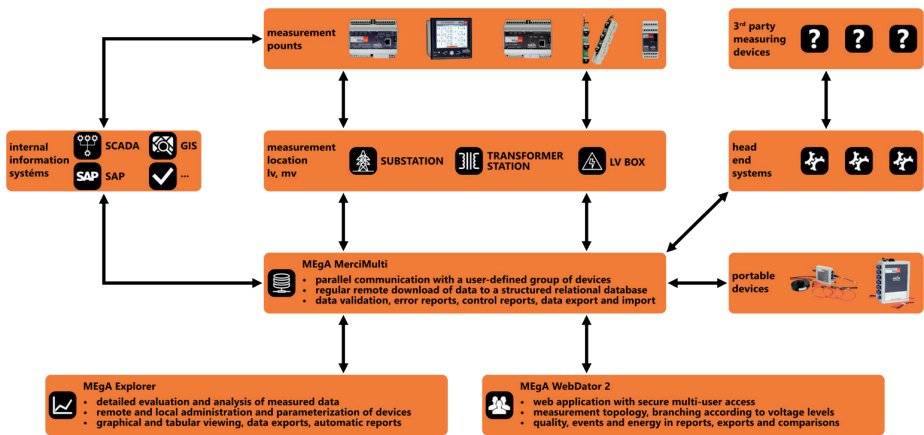 measurement
pounts
3rd party
measuring
devices
? ? ?
internal
information
systéms
SCADA
GIS
SAP
SAP
...
measurement
location
lv, mv
SUBSTATION
TRANSFORMER
STATION
LV BOX
head
end
systems
MEgA MerciMulti
• parallel communication with a user-defined group of devices
• regular remote download of data to a structured relational database
• data validation, error reports, control reports, data export and import
portable
devices
MEgA Explorer
• detailed evaluation and analysis of measured data
• remote and local administration and parameterization of devices
• graphical and tabular viewing, data exports, automatic reports
MEgA WebDator 2
• web application with secure multi-user access
• measurement topology, branching according to voltage levels
• quality, events and energy in reports, exports and comparisons